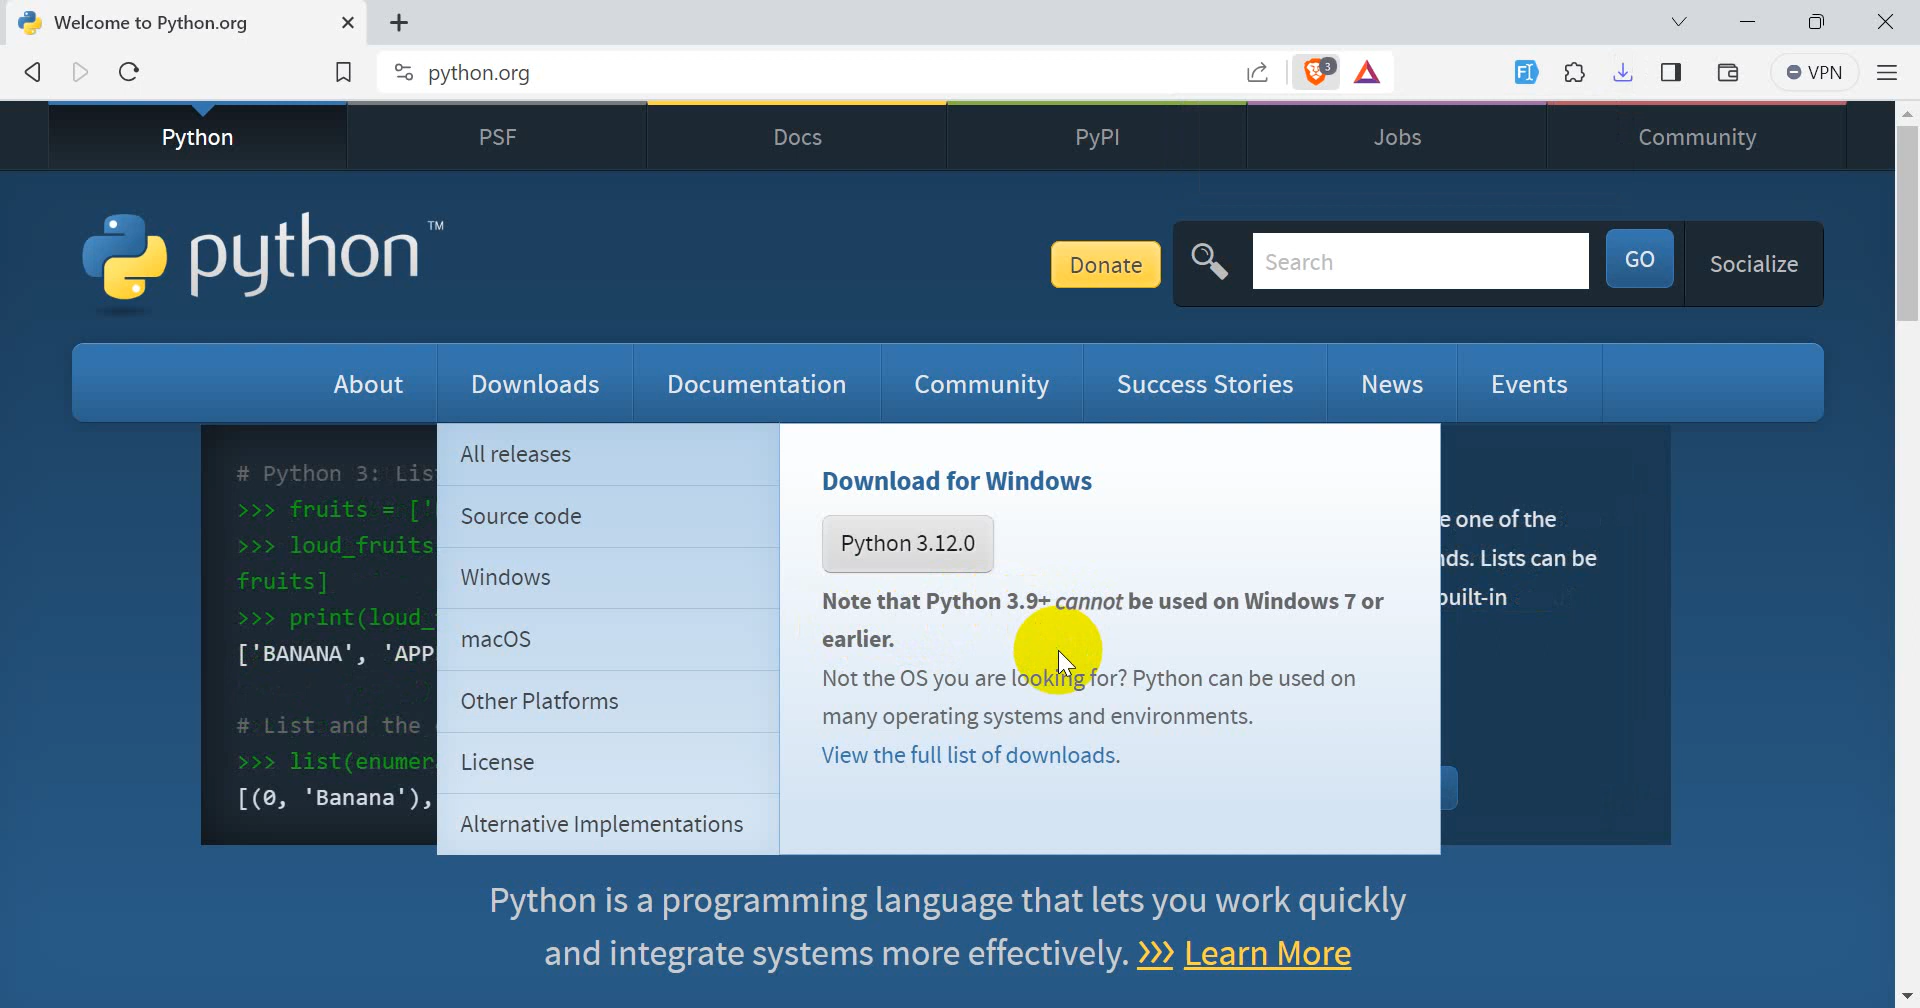 Welcome to Python.org
python.org
3
VPN
Python
PSF
Docs
PyPI
Jobs
Community
python™
Donate
Search
GO
Socialize
About
Downloads
Documentation
Community
Success Stories
News
Events
# Python 3: Lis
>>> fruits = ['
>>> loud_fruits
fruits]
>>> print(loud_
['BANANA', 'APP
# List and the
>>> list(enumer
[(0, 'Banana'),
All releases
Source code
Windows
macOS
Other Platforms
License
Alternative Implementations
Download for Windows
Python 3.12.0
Note that Python 3.9+ cannot be used on Windows 7 or
earlier.
Not the OS you are looking for? Python can be used on
many operating systems and environments.
View the full list of downloads.
e one of the
ds. Lists can be
built-in
Python is a programming language that lets you work quickly
and integrate systems more effectively. >>> Learn More